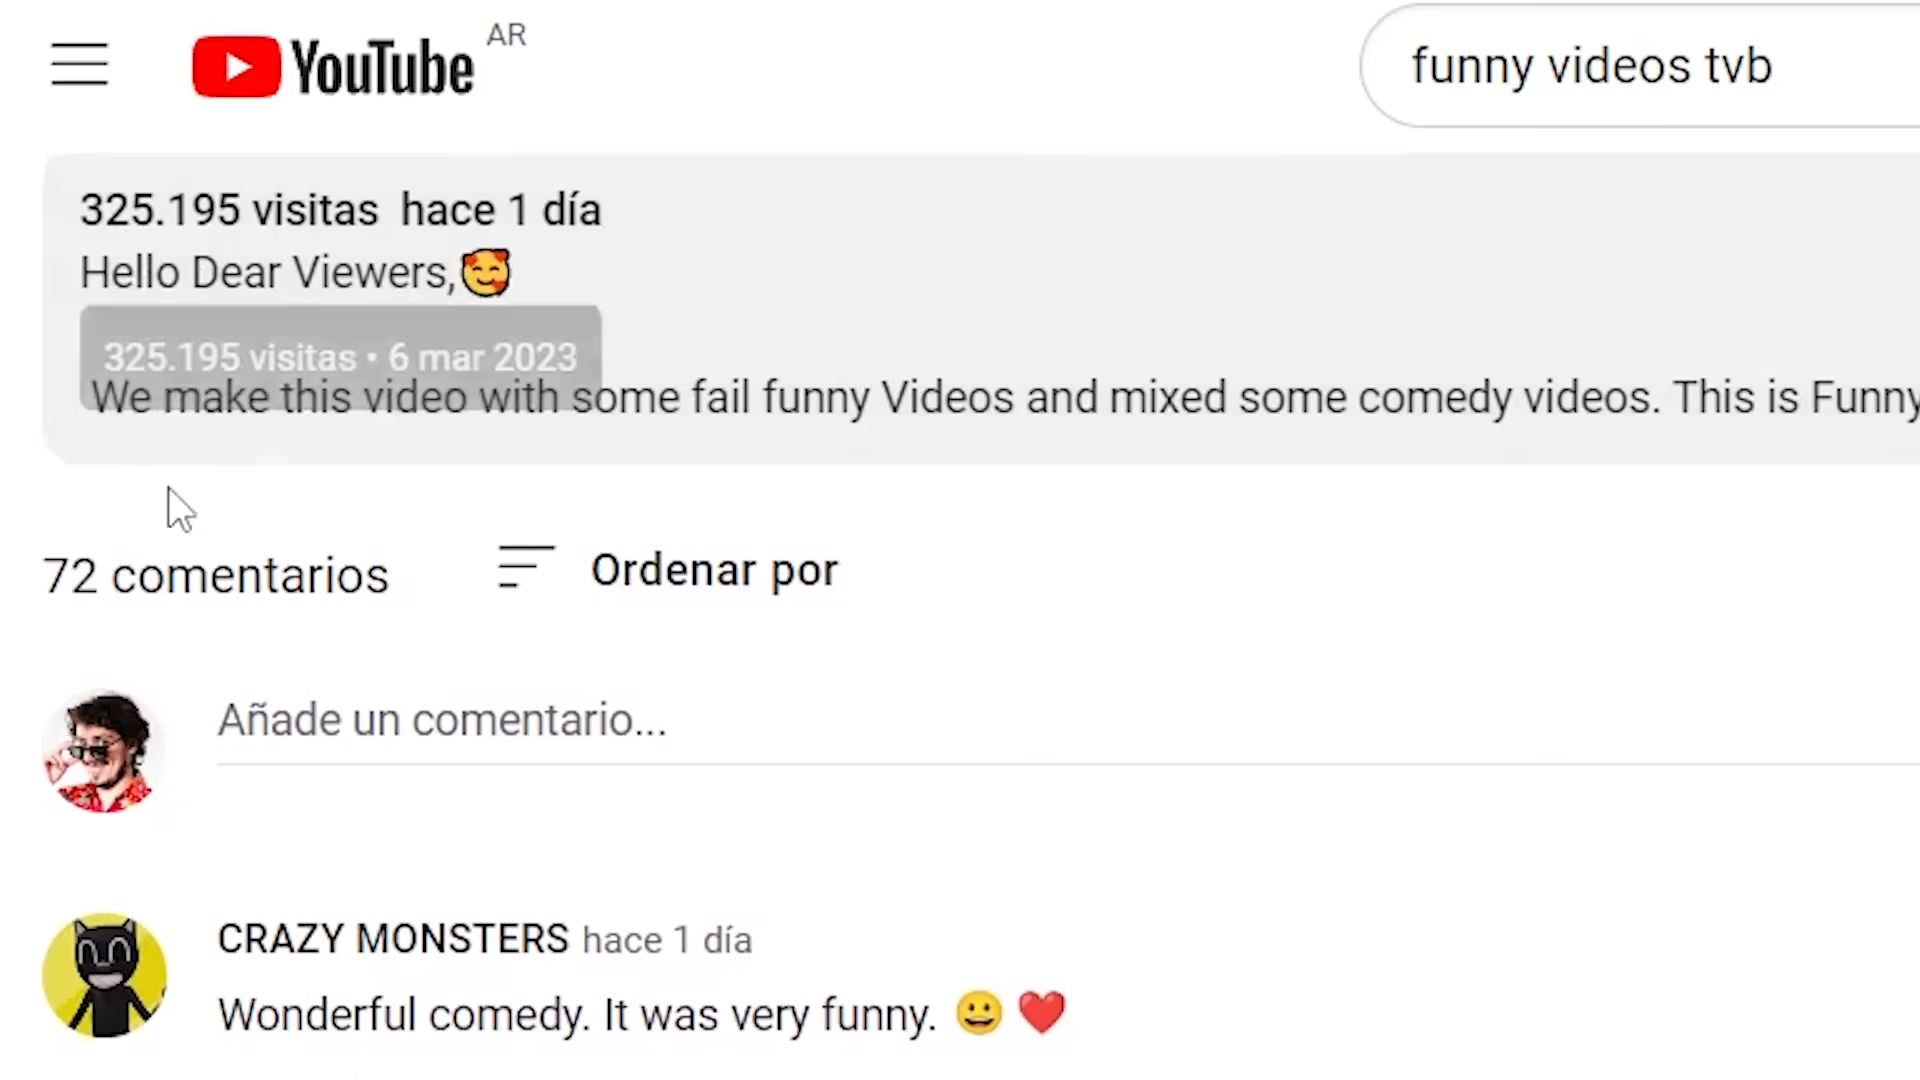 YouTube AR
funny videos tvb
325.195 visitas hace 1 día
Hello Dear Viewers,🥰
325.195 visitas • 6 mar 2023
We make this video with some fail funny Videos and mixed some comedy videos. This is Funny
72 comentarios
Ordenar por
Añade un comentario...
CRAZY MONSTERS hace 1 día
Wonderful comedy. It was very funny. 😀 ❤️